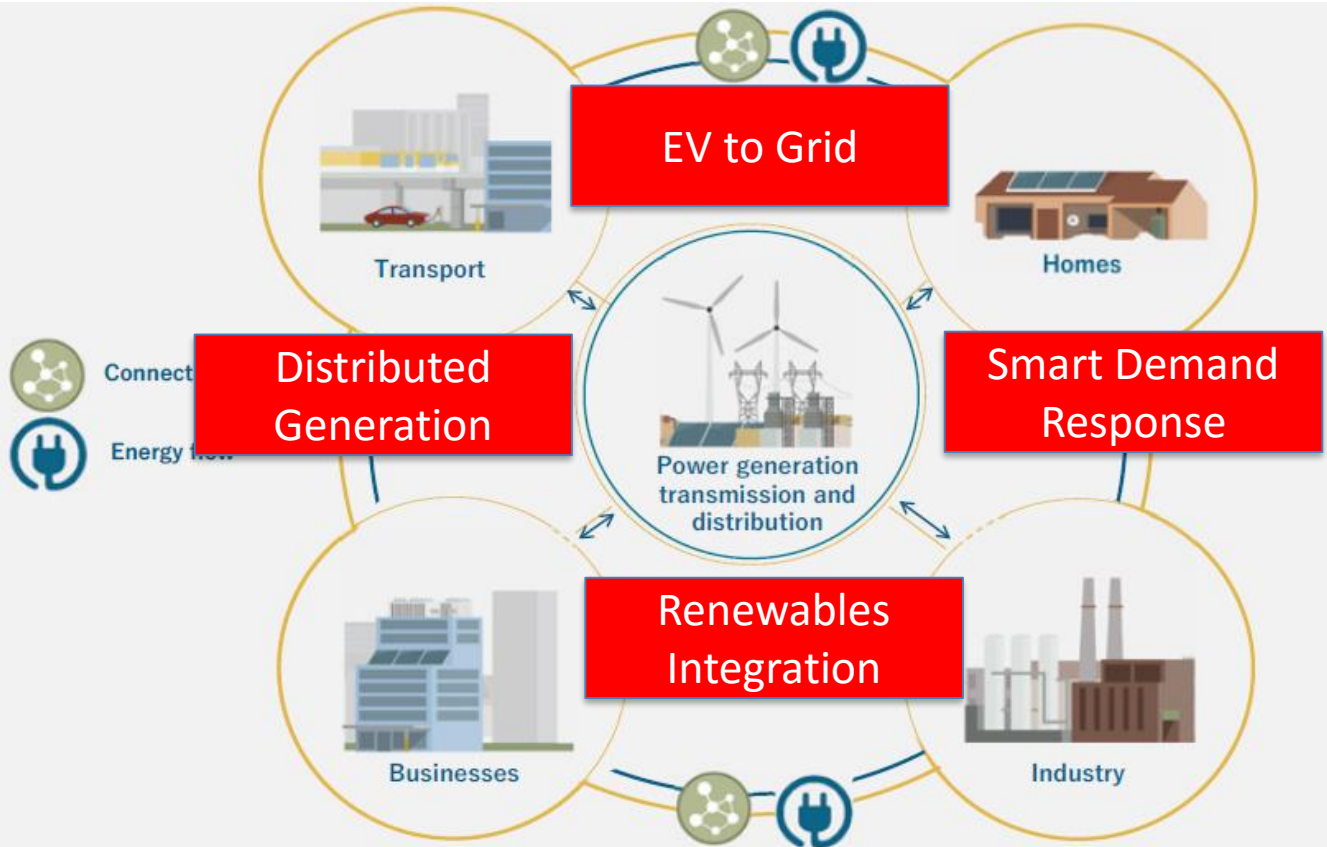 EV to Grid
Transport
Homes
Connect
Distributed
Generation
Smart Demand
Response
Energy
Power generation
transmission and
distribution
Renewables
Integration
Businesses
Industry